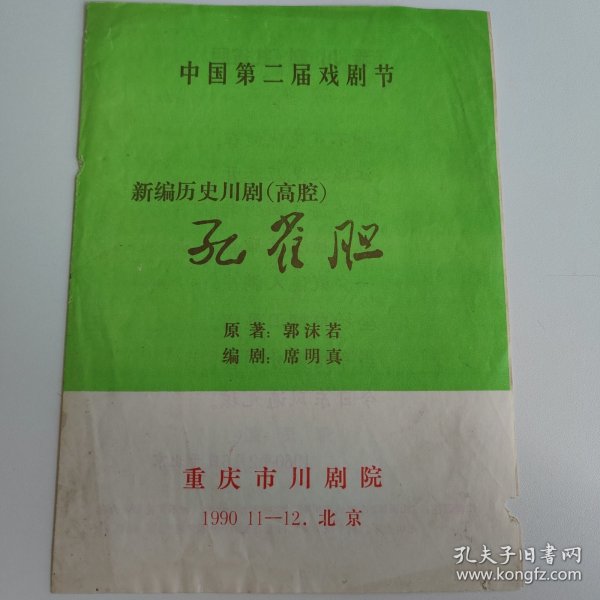 中国第二届戏剧节
新编历史川剧(高腔)
孔雀胆
原著:郭沫若
编剧:席明真
重庆市川剧院
1990 11—12.北京
孔夫子旧书网
www.kongfz.com